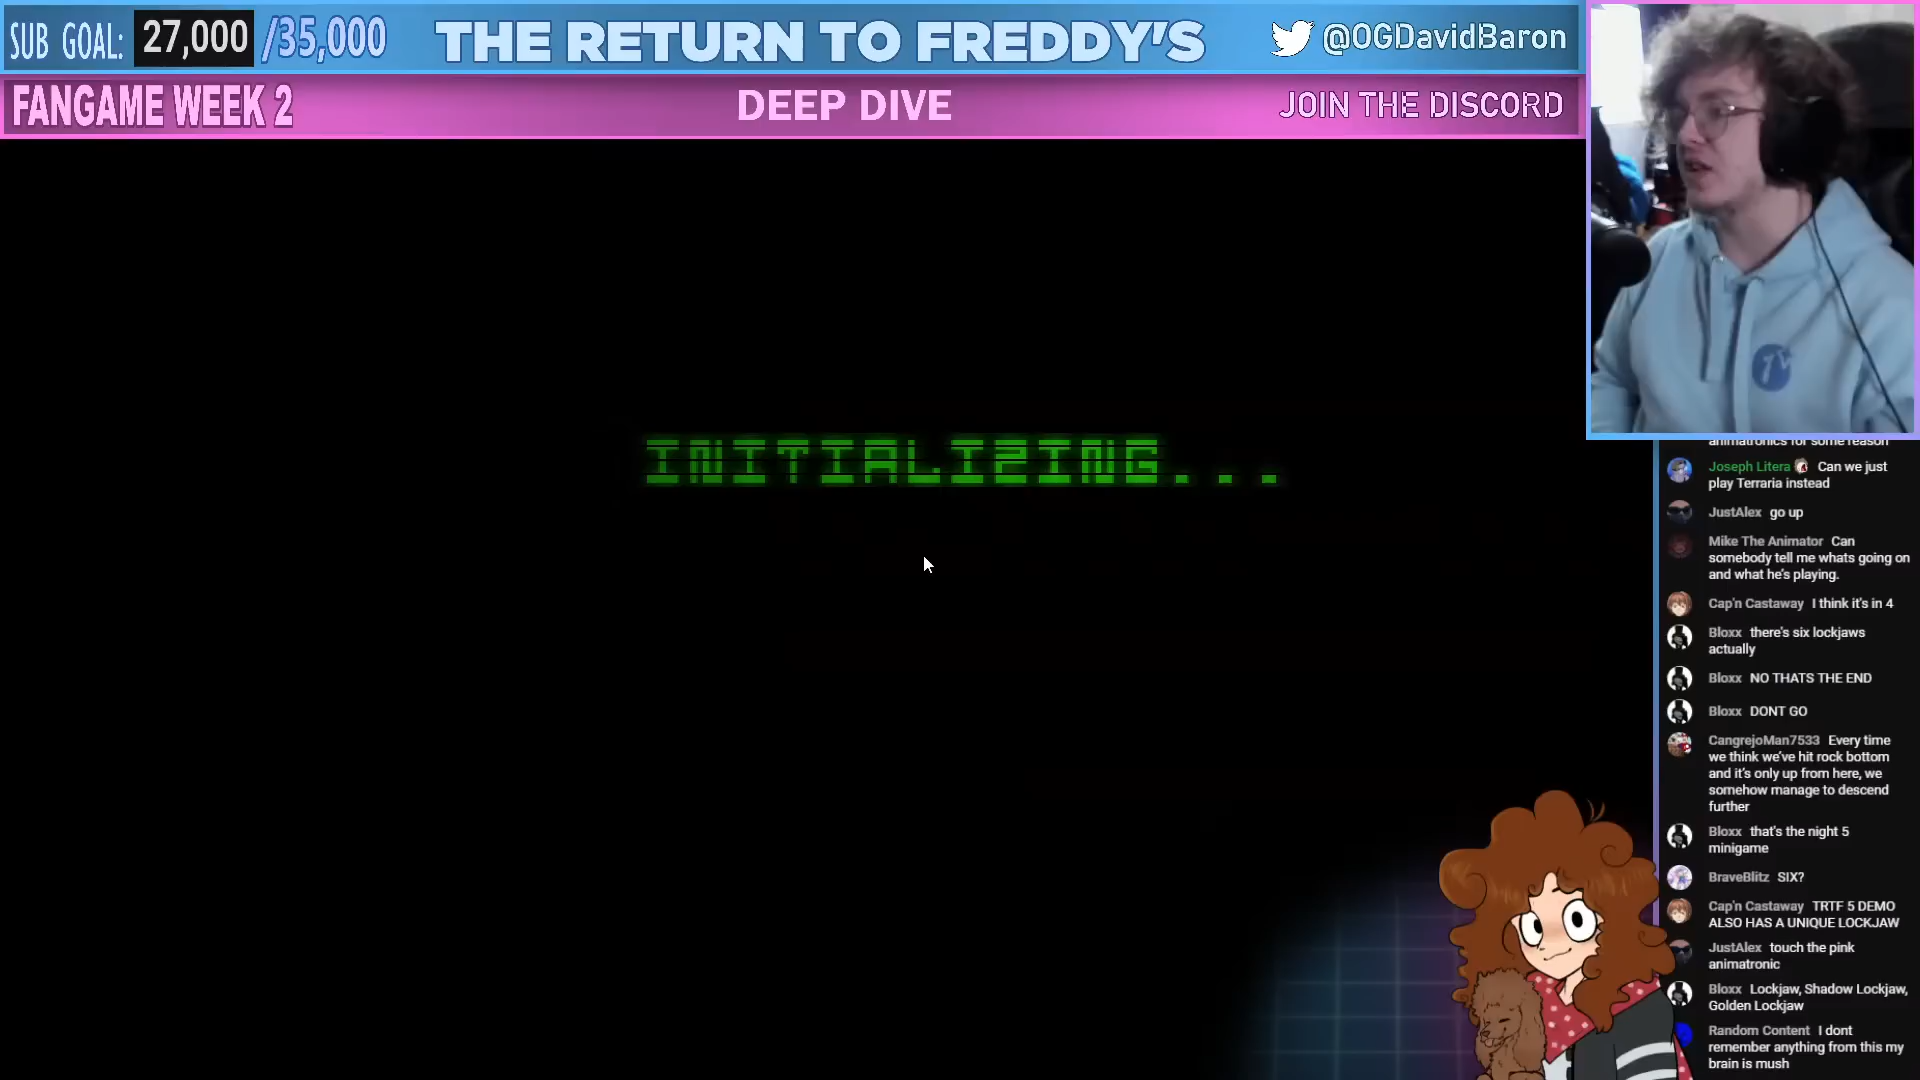 SUB GOAL: 27,000 /35,000
THE RETURN TO FREDDY'S
@OGDavidBaron
FANGAME WEEK 2
DEEP DIVE
JOIN THE DISCORD
INITIALIZING...
animatronics for some reason
Joseph Litera Can we just
play Terraria instead
JustAlex go up
Mike The Animator Can
somebody tell me whats going on
and what he's playing.
Cap'n Castaway I think it's in 4
Bloxx there's six lockjaws
actually
Bloxx NO THATS THE END
Bloxx DONT GO
CangrejoMan7533 Every time
we think we've hit rock bottom
and it's only up from here, we
somehow manage to descend
further
Bloxx that's the night 5
minigame
BraveBlitz SIX?
Cap'n Castaway TRTF 5 DEMO
ALSO HAS A UNIQUE LOCKJAW
JustAlex touch the pink
animatronic
Bloxx Lockjaw, Shadow Lockjaw,
Golden Lockjaw
Random Content I dont
remember anything from this my
brain is mush